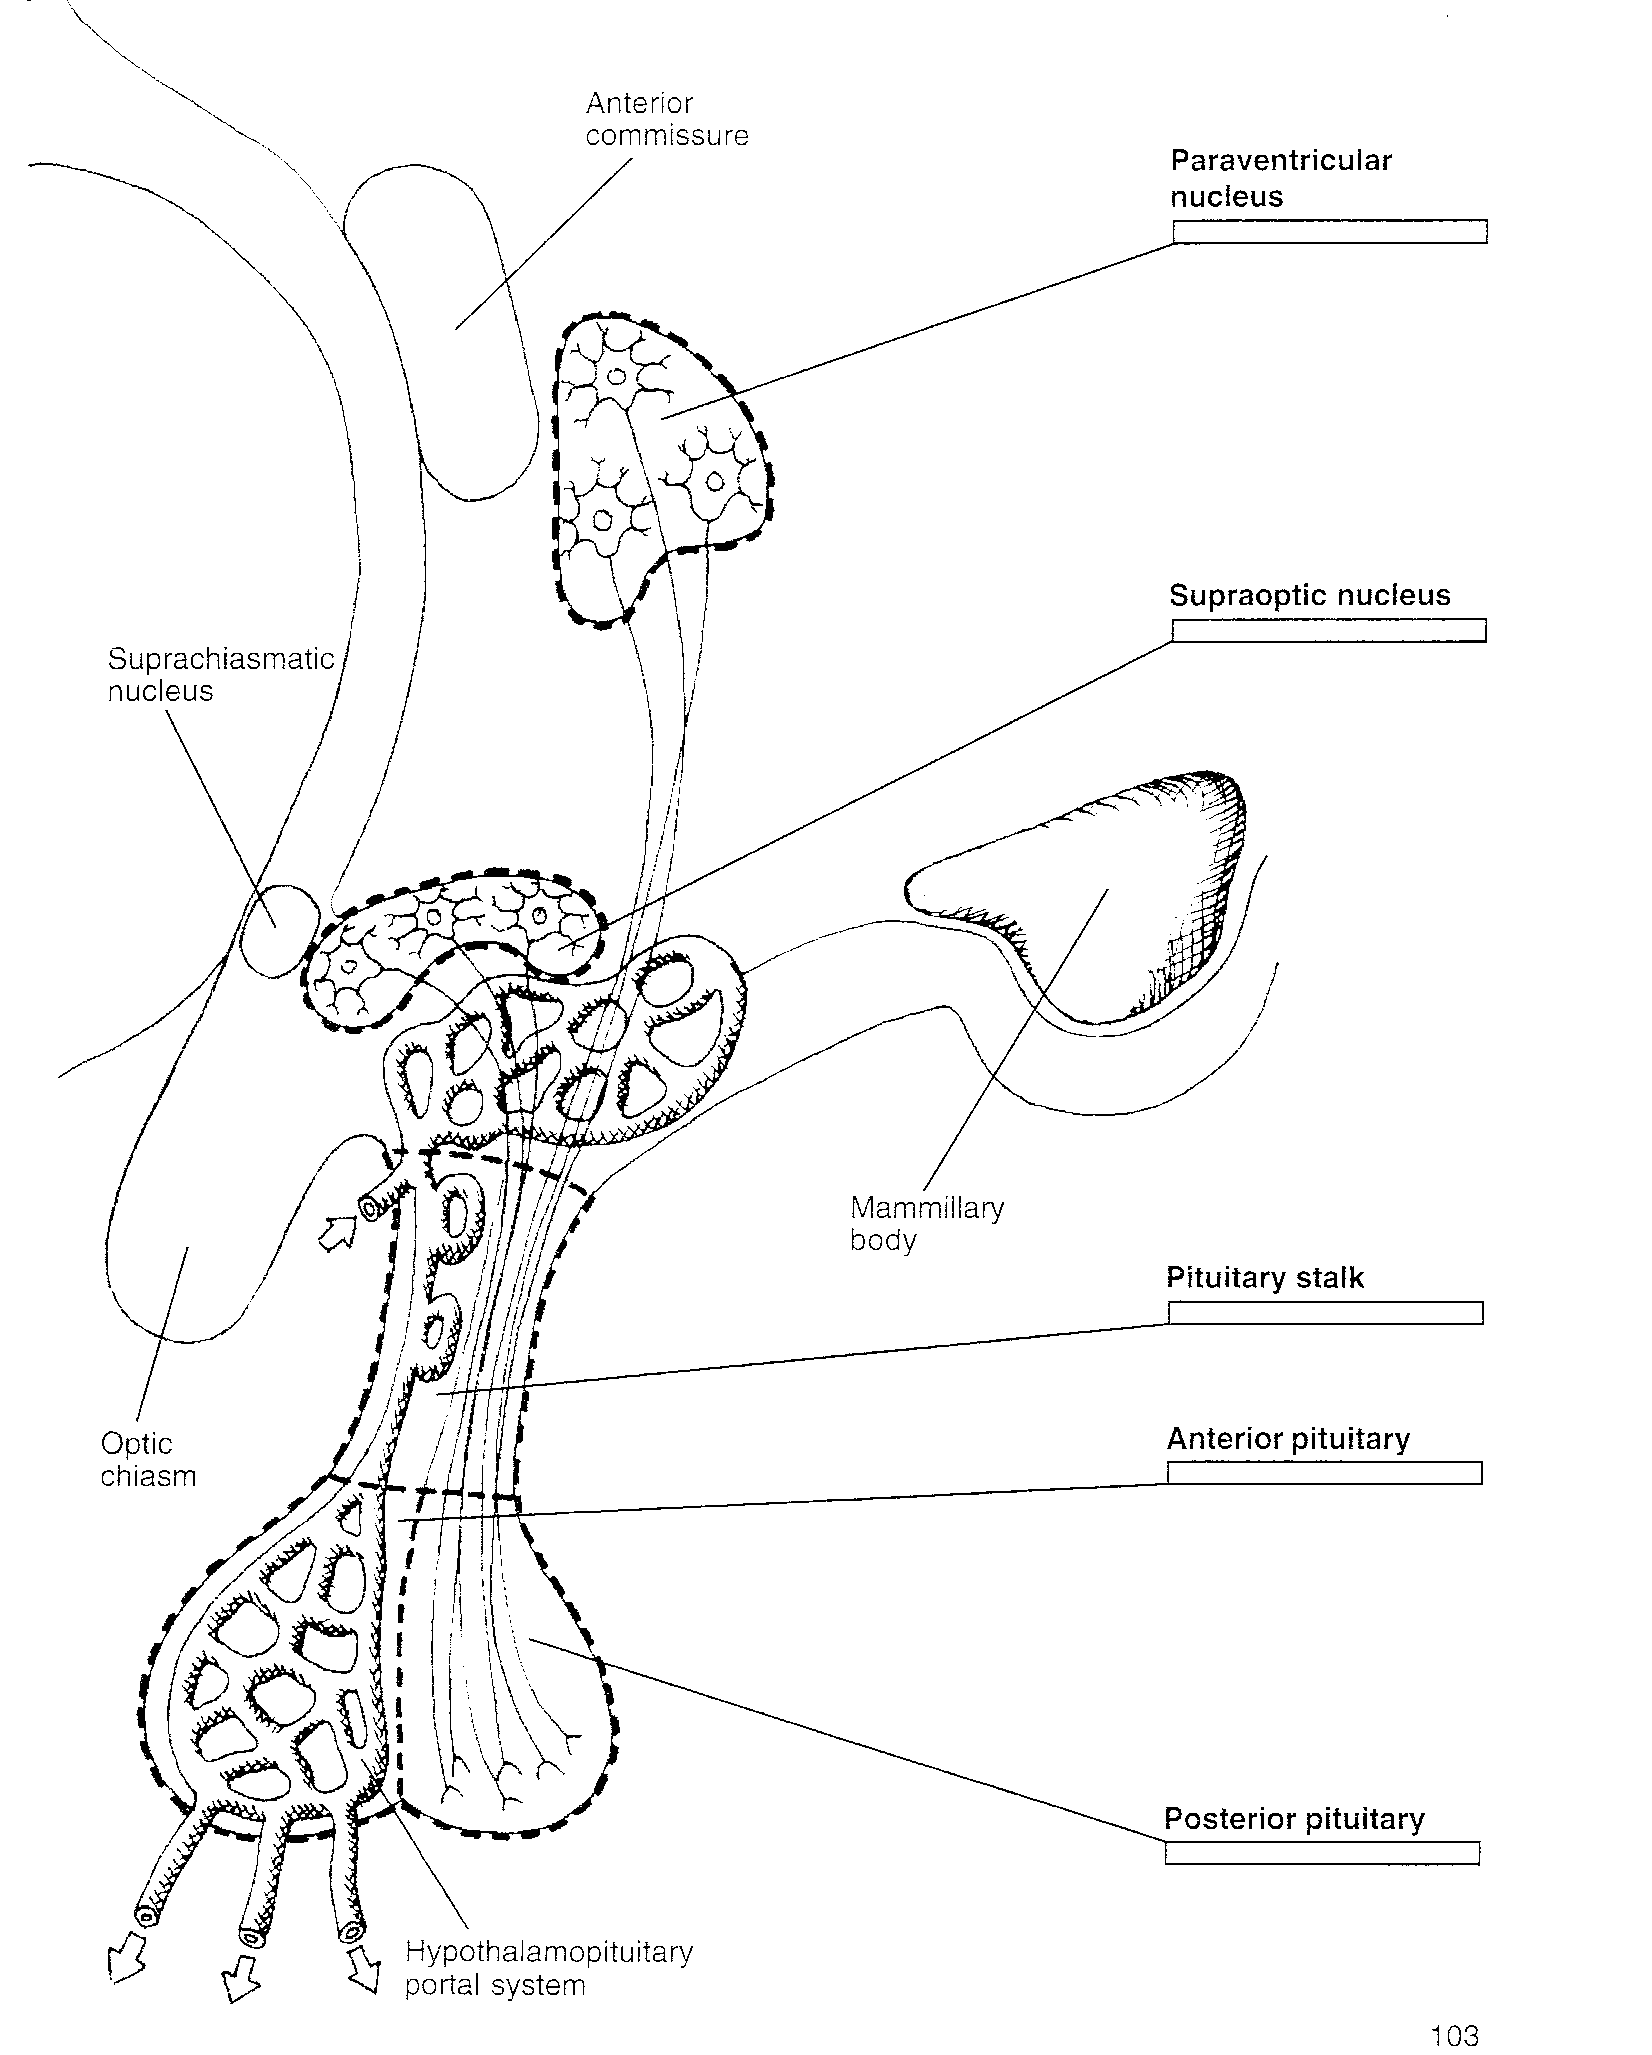 Anterior
commissure
Paraventricular
nucleus
Supraoptic nucleus
Suprachiasmatic
nucleus
Mammillary
body
Pituitary stalk
Anterior pituitary
Optic
chiasm
Posterior pituitary
Hypothalamopituitary
portal system
103